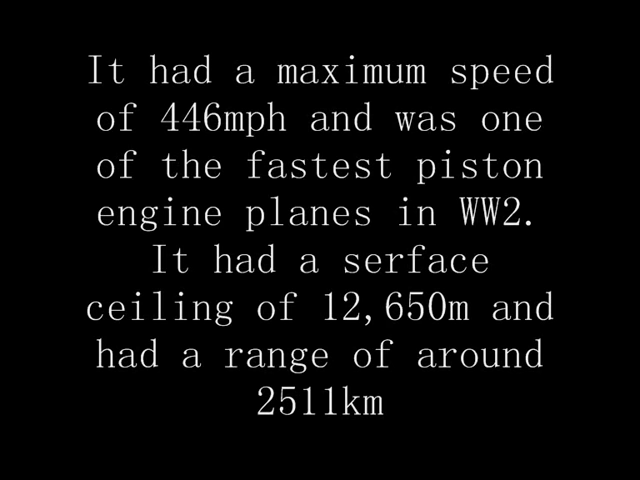 It had a maximum speed
of 446mph and was one
of the fastest piston
engine planes in WW2.
It had a serface
ceiling of 12,650m and
had a range of around
2511km